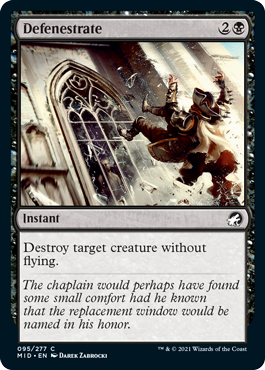 Defenestrate 2
Instant
Destroy target creature without
flying.
The chaplain would perhaps have found
some small comfort had he known
that the replacement window would be
named in his honor.
095/277 C
MID • EN DAREK ZABROCKI
™ & © 2021 Wizards of the Coast